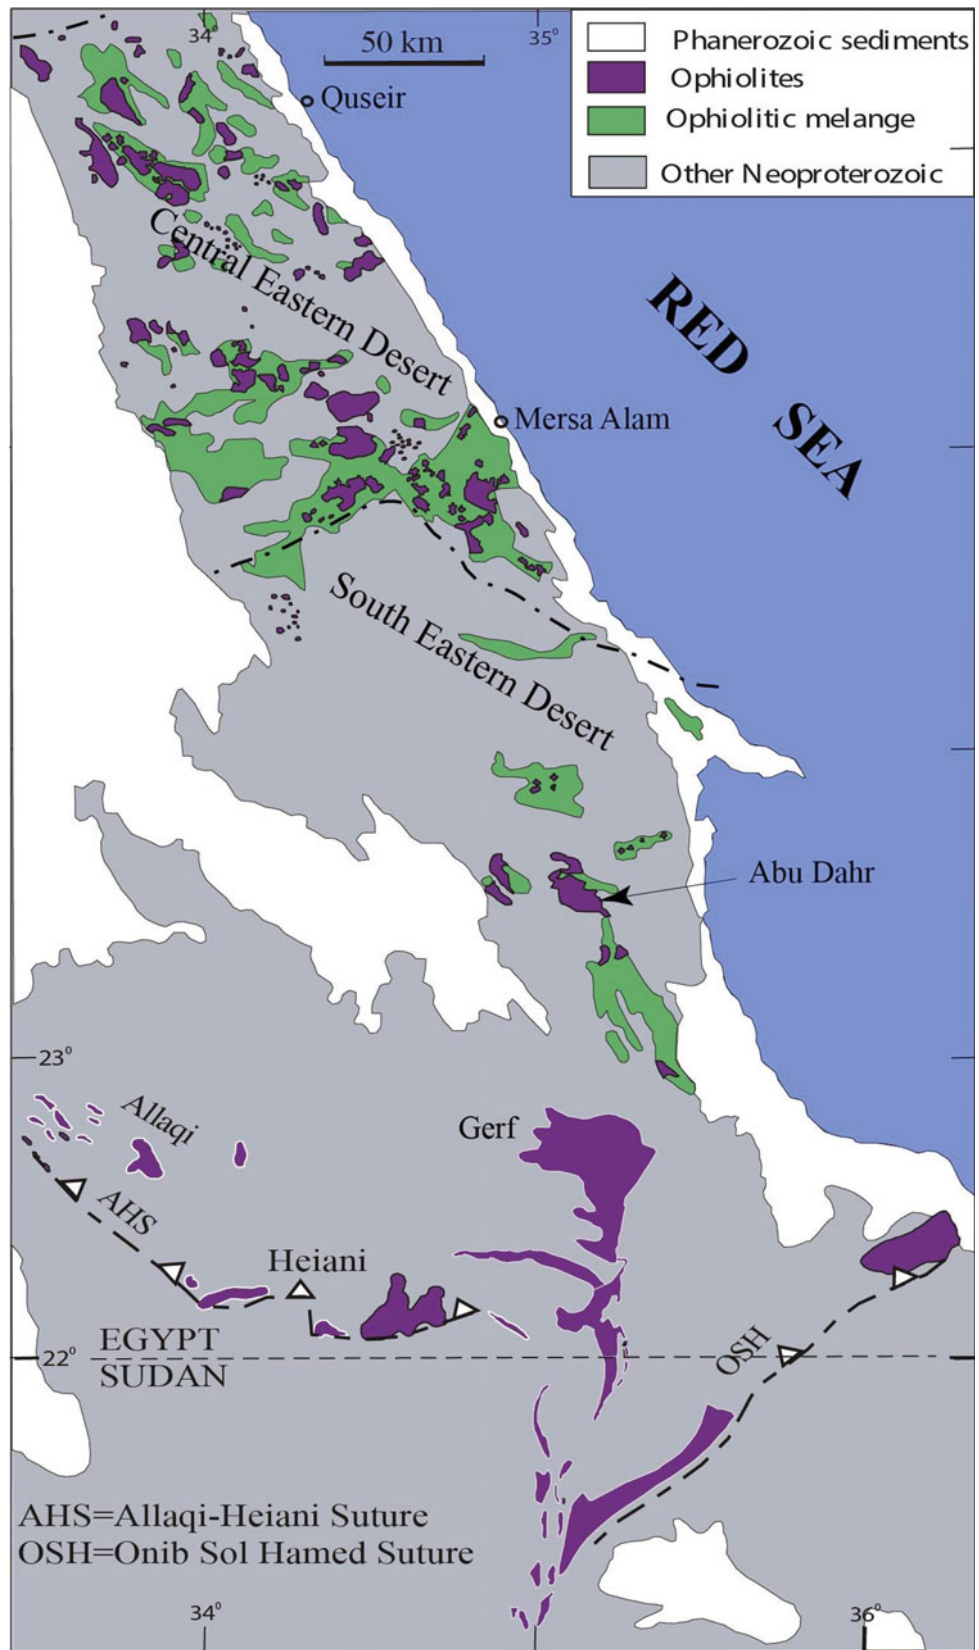 34°
35°
50 km
Phanerozoic sediments
Ophiolites
Ophiolitic melange
Other Neoproterozoic
Quseir
Central Eastern Desert
RED
SEA
Mersa Alam
South Eastern Desert
Abu Dahr
23°
Allaqi
Gerf
AHS
Heiani
EGYPT
22°
SUDAN
OSH
AHS=Allaqi-Heiani Suture
OSH=Onib Sol Hamed Suture
34°
36°